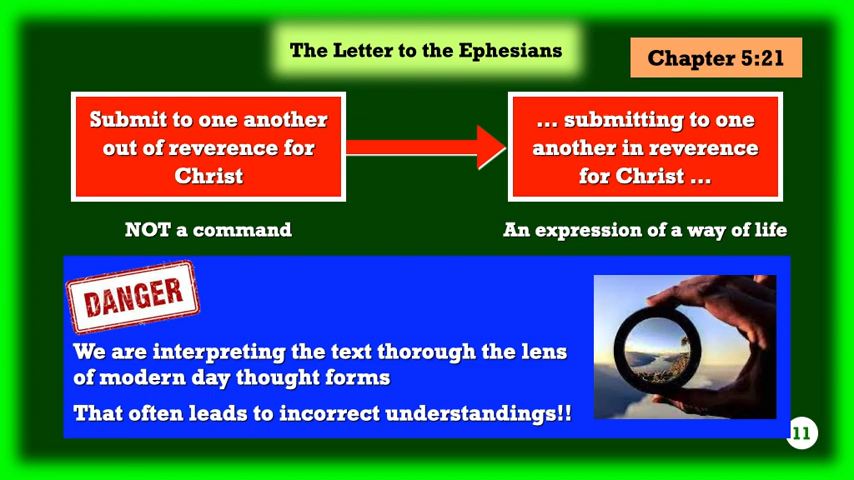 The Letter to the Ephesians
Chapter 5:21
Submit to one another
out of reverence for
Christ
... submitting to one
another in reverence
for Christ ...
NOT a command
An expression of a way of life
DANGER
We are interpreting the text thorough the lens
of modern day thought forms
That often leads to incorrect understandings!!
11